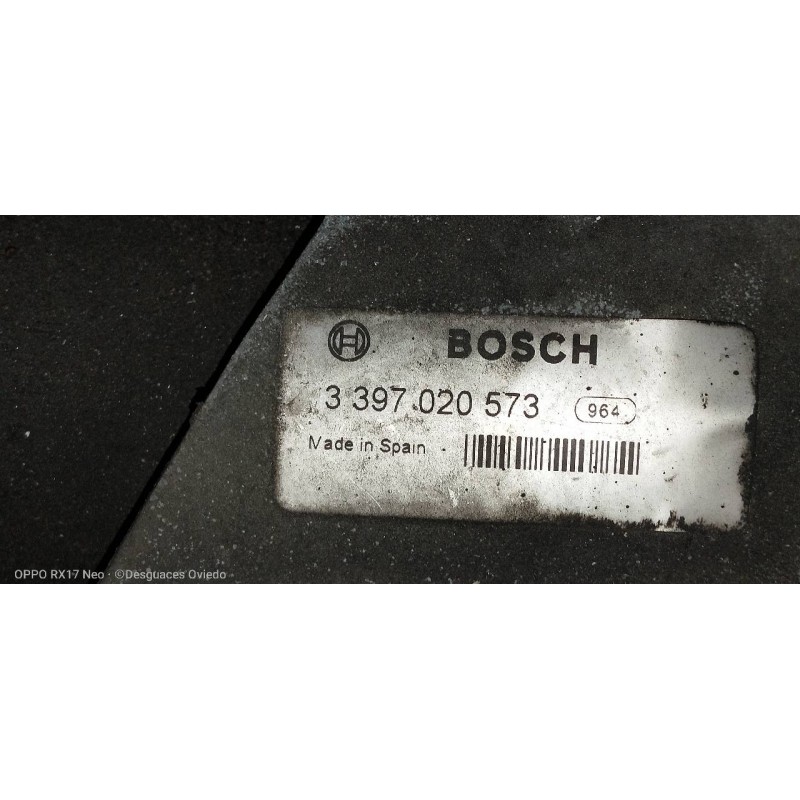 BOSCH
3 397 020 573 964
Made in Spain
OPPO RX17 Neo · ©Desguaces Oviedo